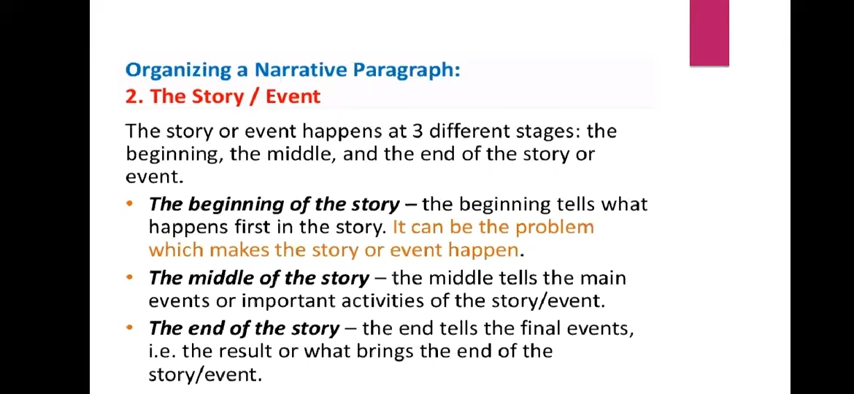 Organizing a Narrative Paragraph:
2. The Story / Event
The story or event happens at 3 different stages: the
beginning, the middle, and the end of the story or
event.
• The beginning of the story – the beginning tells what
happens first in the story. It can be the problem
which makes the story or event happen.
• The middle of the story – the middle tells the main
events or important activities of the story/event.
• The end of the story – the end tells the final events,
i.e. the result or what brings the end of the
story/event.